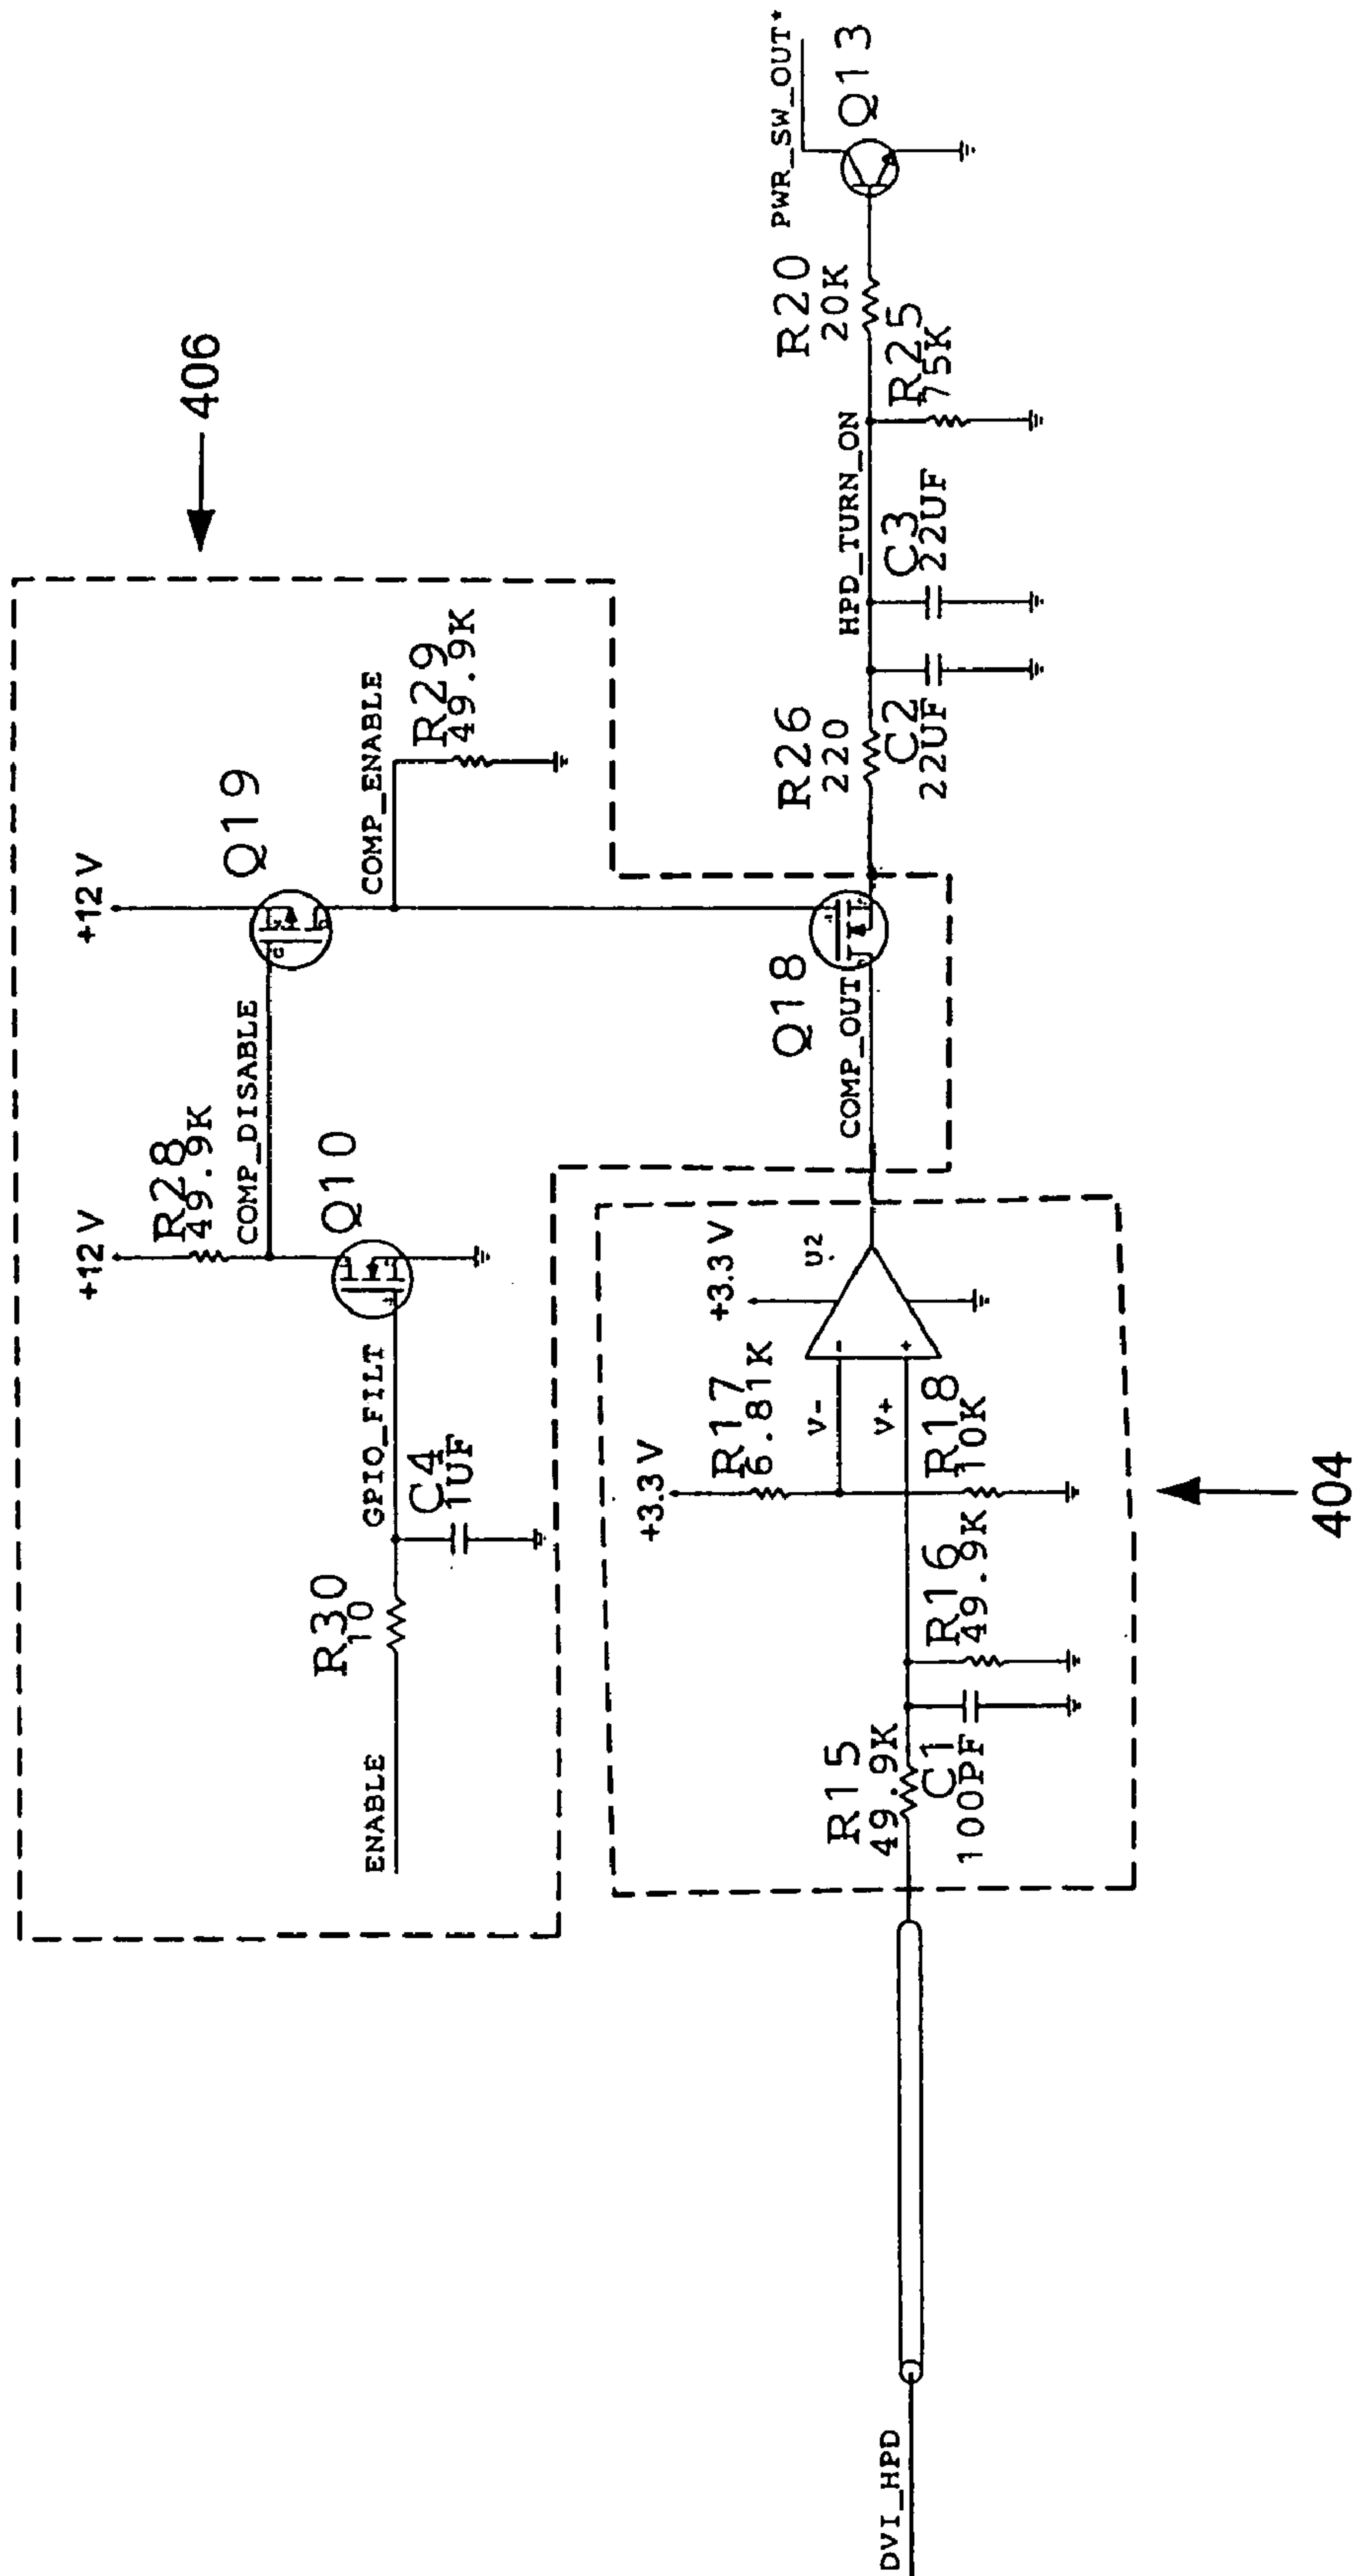 406
+12 V
+12 V
R28
49.9K
Q19
COMP_DISABLE
Q10
COMP_ENABLE
R29
49.9K
R30
10
GPIO_FILT
C4
1UF
ENABLE
PWR_SW_OUT*
Q13
R20
20K
R26
220
HPD_TURN_ON
R25
75K
C2
22UF
C3
22UF
Q18
COMP_OUT
+3.3 V
+3.3 V
U2
R17
6.81K
V-
V+
-
+
R18
10K
R16
49.9K
R15
49.9K
C1
100PF
DVI_HPD
404